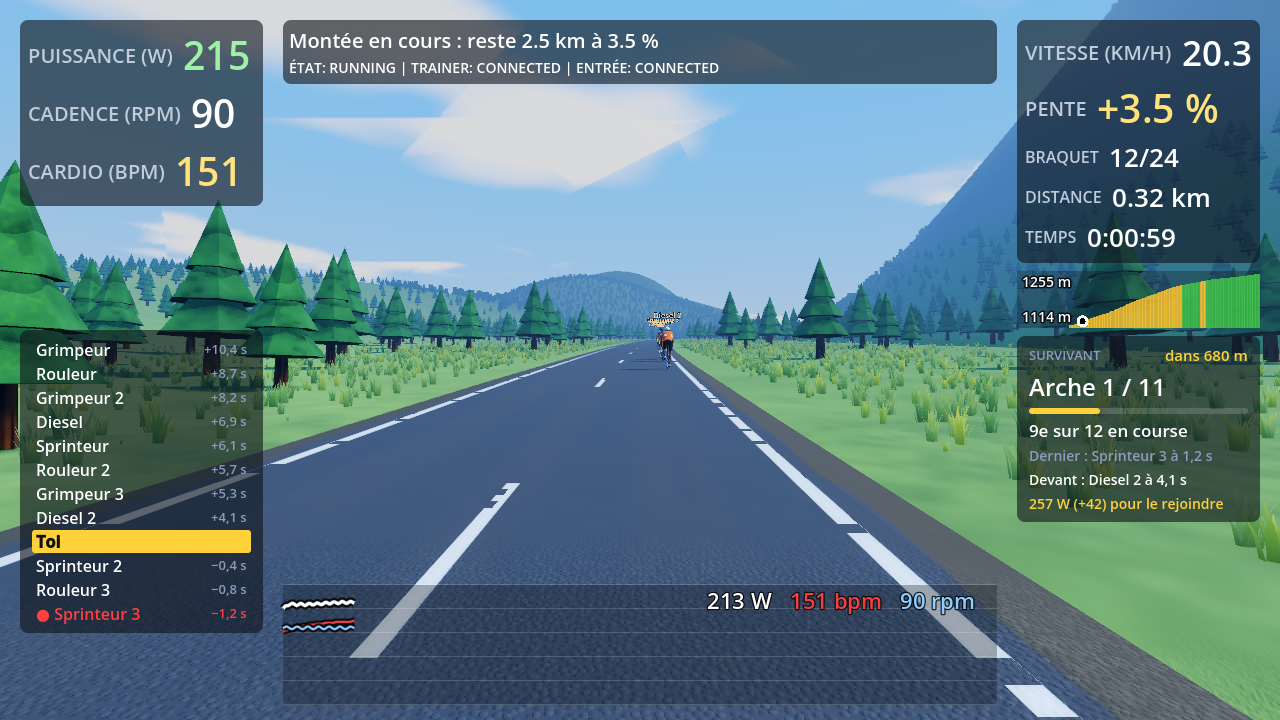 PUISSANCE (W) 215
CADENCE (RPM) 90
CARDIO (BPM) 151
Montée en cours : reste 2.5 km à 3.5 %
ÉTAT: RUNNING | TRAINER: CONNECTED | ENTRÉE: CONNECTED
VITESSE (KM/H) 20.3
PENTE +3.5 %
BRAQUET 12/24
DISTANCE 0.32 km
TEMPS 0:00:59
1255 m
1114 m
SURVIVANT dans 680 m
Arche 1 / 11
9e sur 12 en course
Dernier : Sprinteur 3 à 1,2 s
Devant : Diesel 2 à 4,1 s
257 W (+42) pour le rejoindre
Diesel 2
Grimpeur +10,4 s
Rouleur +8,7 s
Grimpeur 2 +8,2 s
Diesel +6,9 s
Sprinteur +6,1 s
Rouleur 2 +5,7 s
Grimpeur 3 +5,3 s
Diesel 2 +4,1 s
Sprinteur 2 −0,4 s
Rouleur 3 −0,8 s
Sprinteur 3 −1,2 s
213 W 151 bpm 90 rpm